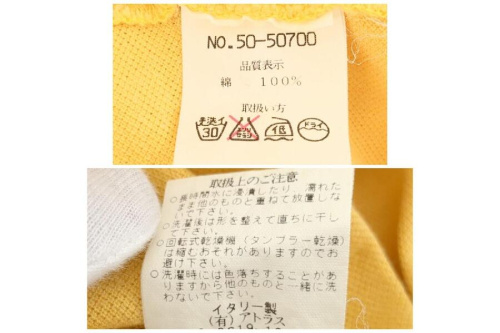 NO.50-50700
品質表示
綿 100%
取扱い方
手洗イ
30
エンソ
サラシ
低
ドライ
取扱上のご注意
○長時間水に浸漬したり、濡れた
まま他のものと重ねて放置しな
いで下さい。
○洗濯後は形を整えて直ちに干し
て下さい。
○回転式乾燥機(タンブラー乾燥)
は縮むおそれがありますのでお
避け下さい。
○洗濯時には色落ちすることがあ
りますから他のものと一緒に洗
わないで下さい。
イタリー製
(有)アトラス